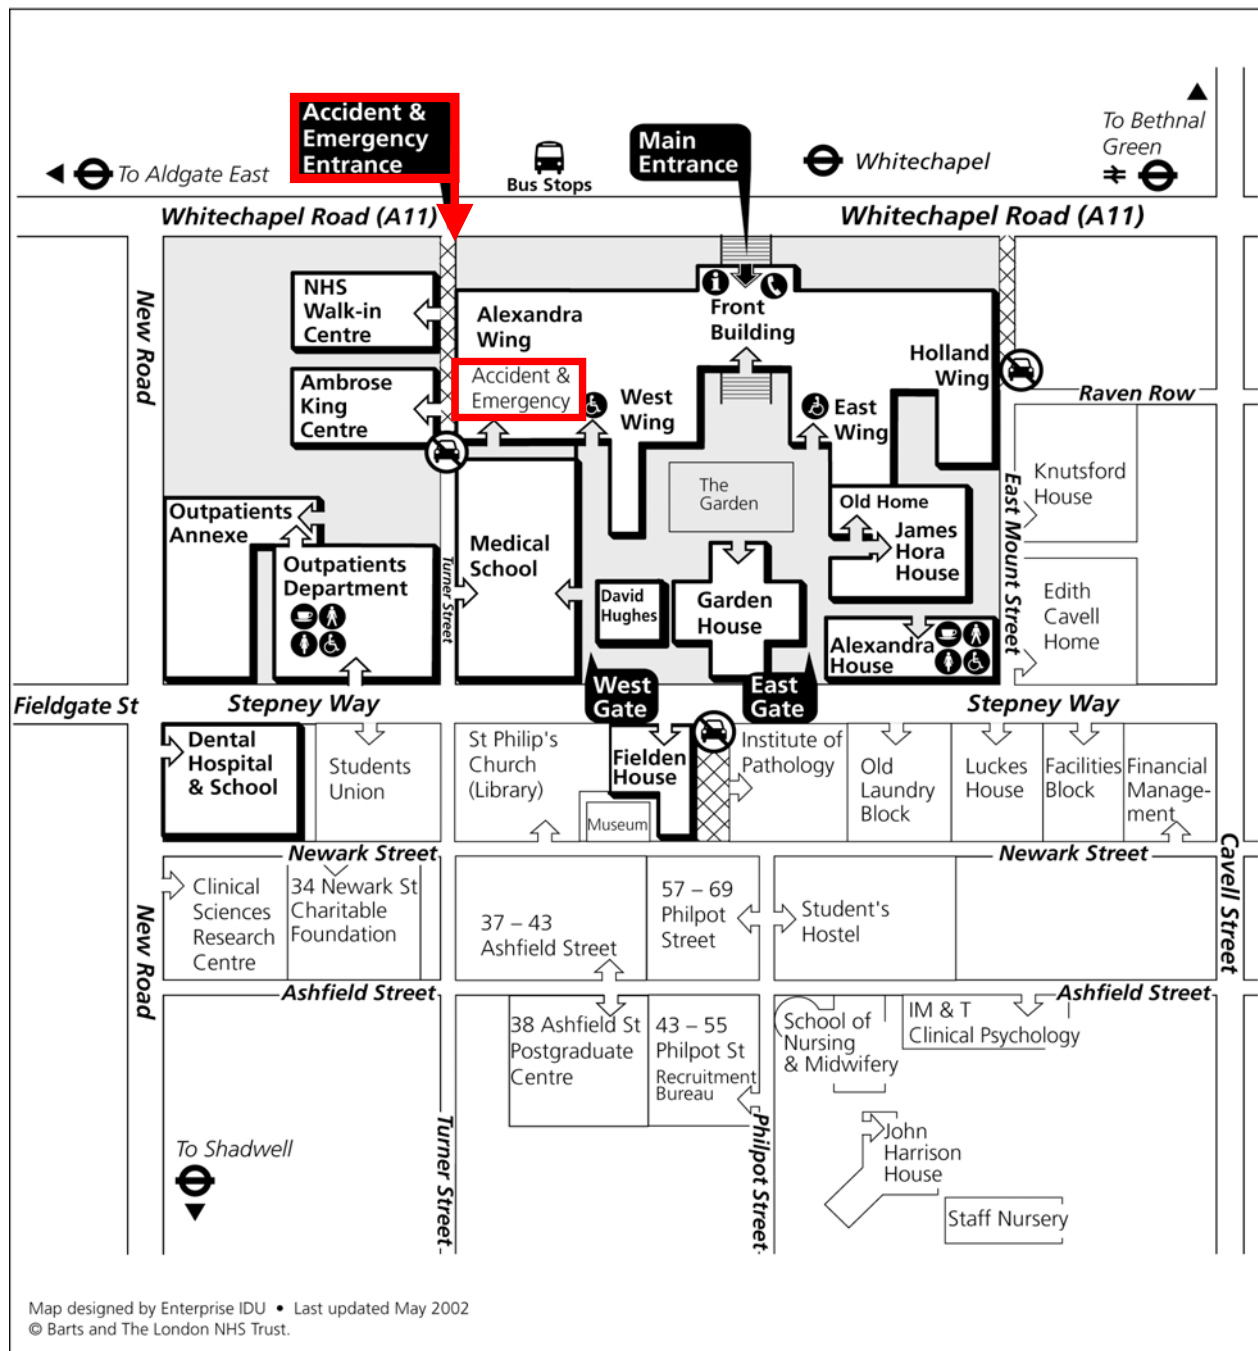 Accident &
Emergency
Entrance
Main
Entrance
To Bethnal
Green
To Aldgate East
Bus Stops
Whitechapel
Whitechapel Road (A11)
Whitechapel Road (A11)
New Road
NHS
Walk-in
Centre
Alexandra
Wing
Front
Building
Holland
Wing
Ambrose
King
Centre
Accident &
Emergency
West
Wing
East
Wing
Raven Row
The
Garden
Knutsford
House
Old Home
James
Hora
House
Outpatients
Annexe
Outpatients
Department
Turner Street
Medical
School
David
Hughes
Garden
House
East Mount Street
Edith
Cavell
Home
Alexandra
House
West
Gate
East
Gate
Fieldgate St
Stepney Way
Stepney Way
Dental
Hospital
& School
Students
Union
St Philip's
Church
(Library)
Fielden
House
Museum
Institute of
Pathology
Old
Laundry
Block
Luckes
House
Facilities
Block
Financial
Manage-
ment
Newark Street
Newark Street
Cavell Street
New Road
Clinical
Sciences
Research
Centre
34 Newark St
Charitable
Foundation
37 – 43
Ashfield Street
57 – 69
Philpot
Street
Student's
Hostel
Ashfield Street
Ashfield Street
38 Ashfield St
Postgraduate
Centre
43 – 55
Philpot St
Recruitment
Bureau
School of
Nursing
& Midwifery
IM & T
Clinical Psychology
Turner Street
Philpot Street
John
Harrison
House
Staff Nursery
To Shadwell
Map designed by Enterprise IDU • Last updated May 2002
© Barts and The London NHS Trust.